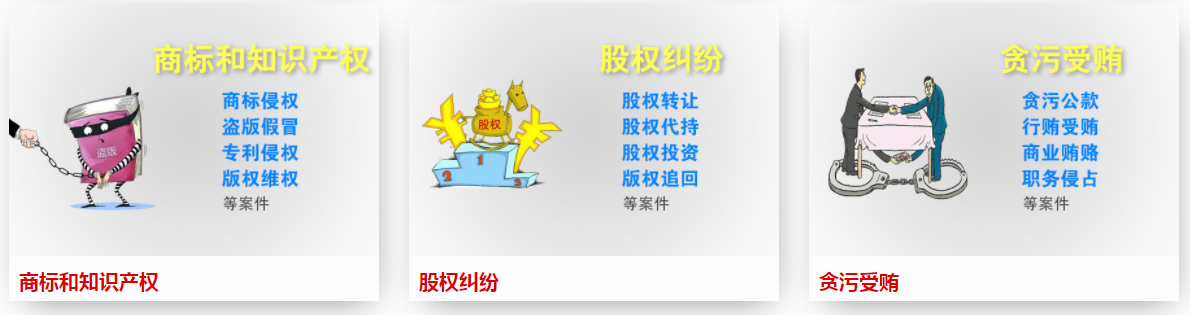 商标和知识产权
商标侵权
盗版假冒
专利侵权
版权维权
等案件
盗版
商标和知识产权
股权纠纷
股权转让
股权代持
股权投资
版权追回
等案件
股权
1
2
3
股权纠纷
贪污受贿
贪污公款
行贿受贿
商业贿赂
职务侵占
等案件
贪污受贿